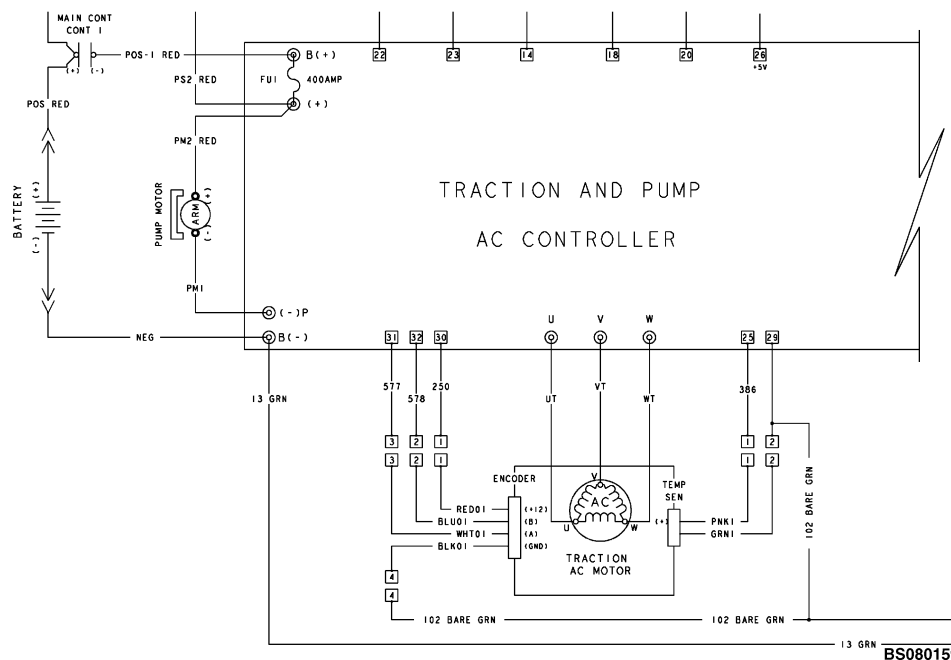 MAIN CONT
CONT 1
(+) (-)
POS-1 RED
B(+)
FU1
400AMP
(+)
PS2 RED
22
23
14
18
20
26
+5V
POS RED
PM2 RED
BATTERY
(+)
(-)
PUMP MOTOR
ARM
(+)
(-)
TRACTION AND PUMP
AC CONTROLLER
PM1
(-)P
NEG
B(-)
31
32
30
U
V
W
25
29
13 GRN
577
578
250
UT
VT
WT
386
3
2
1
1
2
3
2
1
1
2
102 BARE GRN
ENCODER
V
TEMP
SEN
AC
RED01
(+12)
BLU01
(B)
WHT01
(A)
BLK01
(GND)
U
W
(+)
PNK1
GRN1
TRACTION
AC MOTOR
4
4
102 BARE GRN
102 BARE GRN
13 GRN
BS08015